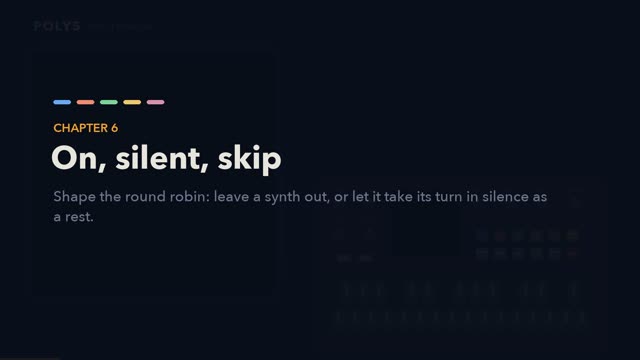 POLYS
CHAPTER 6
On, silent, skip
Shape the round robin: leave a synth out, or let it take its turn in silence as
a rest.